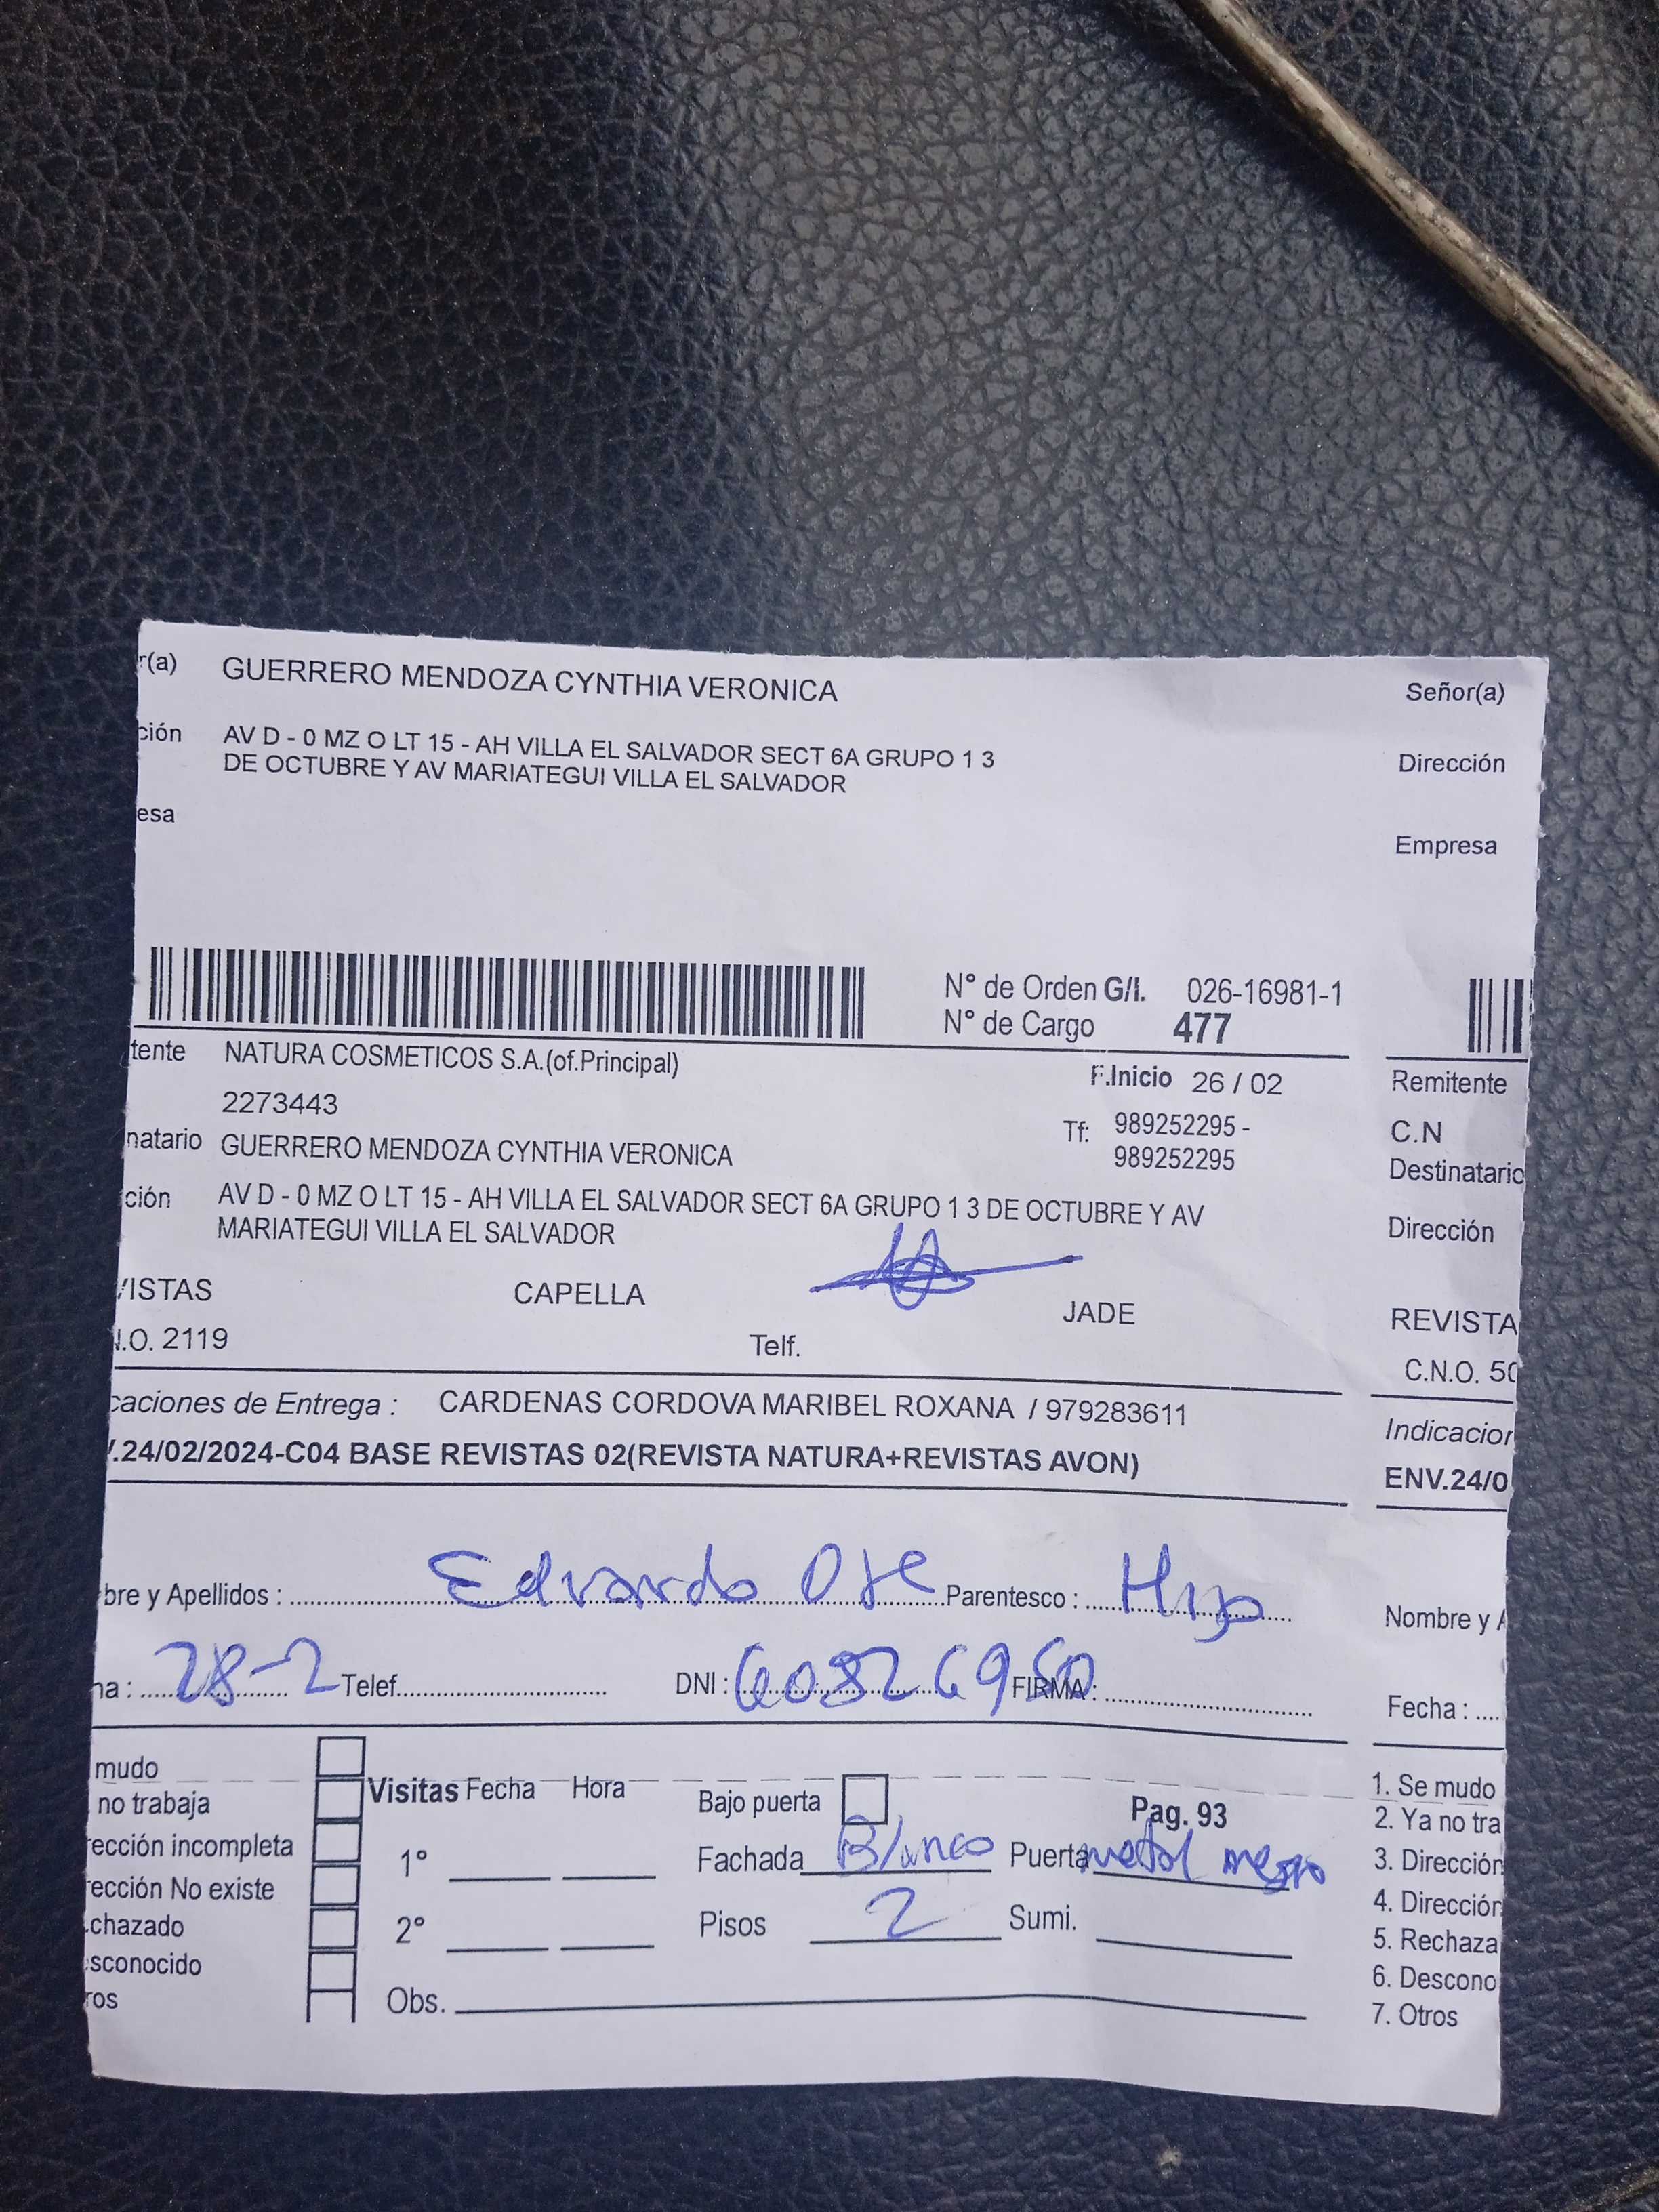 r(a) GUERRERO MENDOZA CYNTHIA VERONICA Señor(a)
ción AV D - 0 MZ O LT 15 - AH VILLA EL SALVADOR SECT 6A GRUPO 1 3 Dirección
DE OCTUBRE Y AV MARIATEGUI VILLA EL SALVADOR
esa Empresa
N° de Orden G/I. 026-16981-1
N° de Cargo 477
tente NATURA COSMETICOS S.A.(of.Principal) F.Inicio 26 / 02 Remitente
2273443 Tf: 989252295 - C.N
989252295
natario GUERRERO MENDOZA CYNTHIA VERONICA Destinatario
ción AV D - 0 MZ O LT 15 - AH VILLA EL SALVADOR SECT 6A GRUPO 1 3 DE OCTUBRE Y AV Dirección
MARIATEGUI VILLA EL SALVADOR
VISTAS CAPELLA JADE REVISTA
N.O. 2119 Telf. C.N.O. 50
caciones de Entrega : CARDENAS CORDOVA MARIBEL ROXANA / 979283611 Indicacior
V.24/02/2024-C04 BASE REVISTAS 02(REVISTA NATURA+REVISTAS AVON) ENV.24/0
bre y Apellidos : Eduardo Parentesco : Hijo Nombre y A
na : 28-2 Telef. DNI : FIRMA : Fecha :
mudo 1. Se mudo
no trabaja Visitas Fecha Hora Bajo puerta Pag. 93 2. Ya no tra
rección incompleta 1° Fachada Blanco Puerta metal negro 3. Dirección
rección No existe 4. Dirección
chazado 2° Pisos 2 Sumi. 5. Rechaza
sconocido 6. Descono
ros Obs. 7. Otros